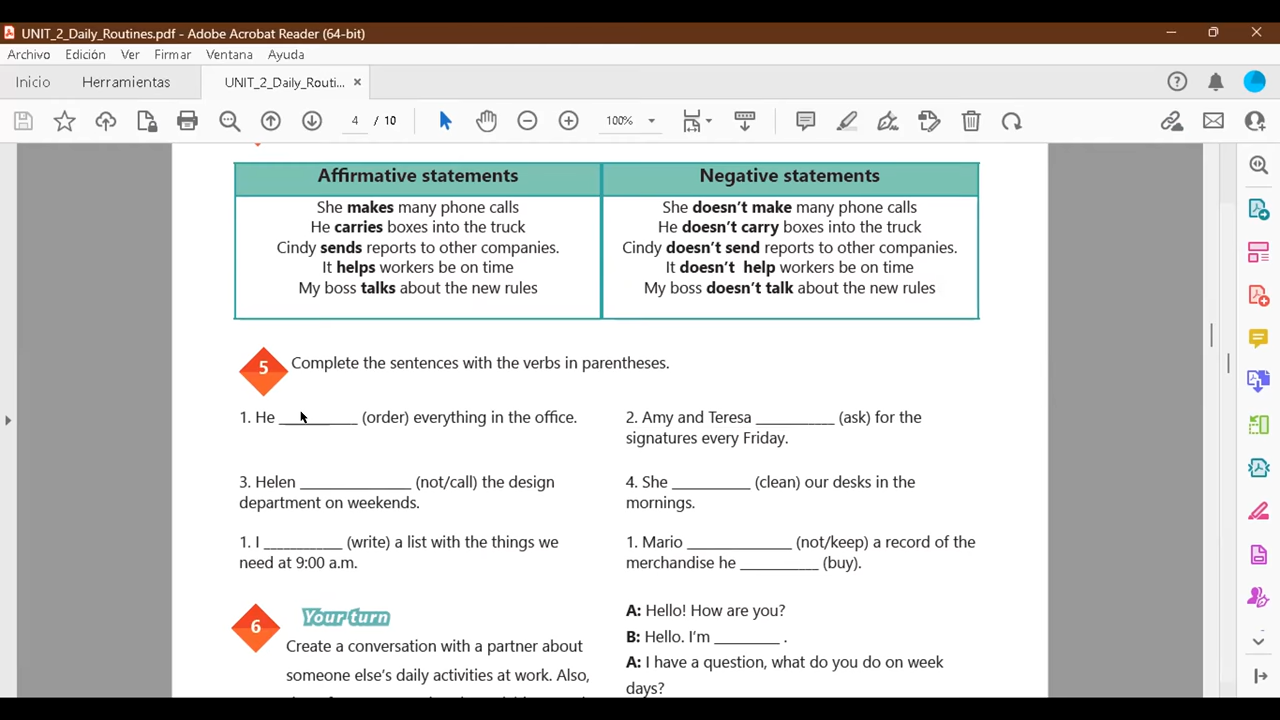 UNIT_2_Daily_Routines.pdf - Adobe Acrobat Reader (64-bit)
Archivo Edición Ver Firmar Ventana Ayuda
Inicio Herramientas UNIT_2_Daily_Routi... ×
4 / 10 100%
Affirmative statements
She makes many phone calls
He carries boxes into the truck
Cindy sends reports to other companies.
It helps workers be on time
My boss talks about the new rules
Negative statements
She doesn't make many phone calls
He doesn't carry boxes into the truck
Cindy doesn't send reports to other companies.
It doesn't help workers be on time
My boss doesn't talk about the new rules
5 Complete the sentences with the verbs in parentheses.
1. He __________ (order) everything in the office.
2. Amy and Teresa __________ (ask) for the
signatures every Friday.
3. Helen ______________ (not/call) the design
department on weekends.
4. She __________ (clean) our desks in the
mornings.
1. I __________ (write) a list with the things we
need at 9:00 a.m.
1. Mario _____________ (not/keep) a record of the
merchandise he __________ (buy).
6 Your turn
Create a conversation with a partner about
someone else's daily activities at work. Also,
A: Hello! How are you?
B: Hello. I'm ________ .
A: I have a question, what do you do on week
days?